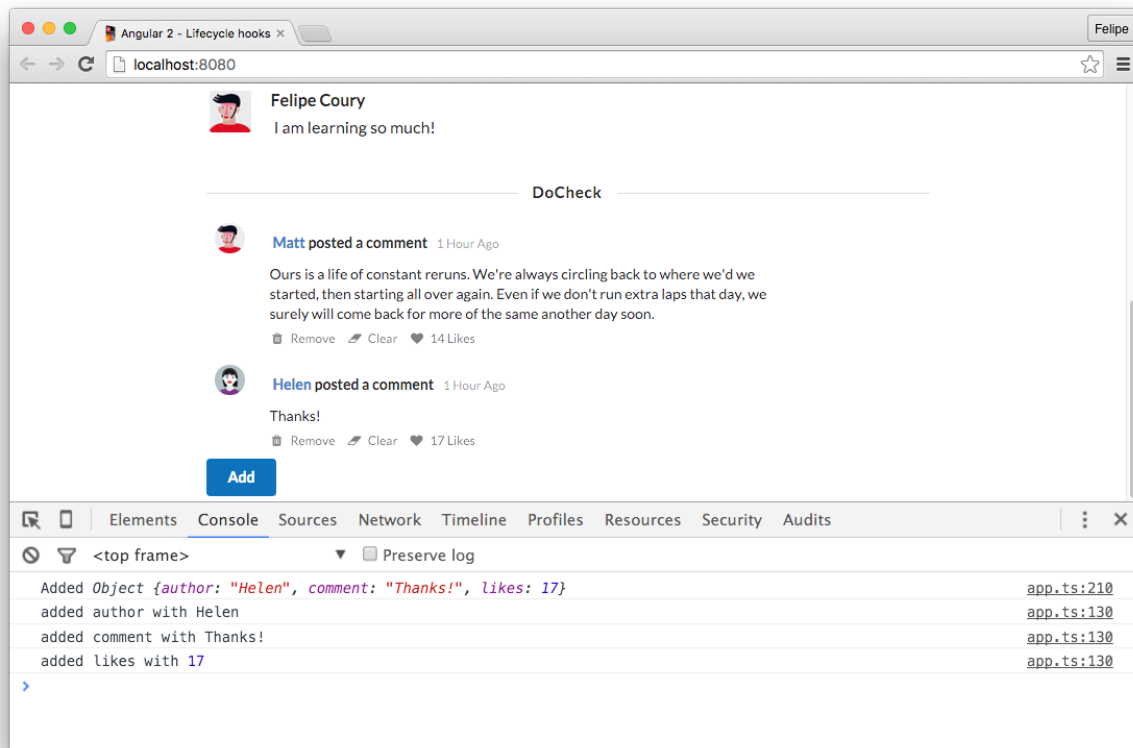 Angular 2 - Lifecycle hooks ×
Felipe
localhost:8080
Felipe Coury
I am learning so much!
DoCheck
Matt posted a comment 1 Hour Ago
Ours is a life of constant reruns. We're always circling back to where we'd we
started, then starting all over again. Even if we don't run extra laps that day, we
surely will come back for more of the same another day soon.
Remove Clear 14 Likes
Helen posted a comment 1 Hour Ago
Thanks!
Remove Clear 17 Likes
Add
Elements Console Sources Network Timeline Profiles Resources Security Audits
<top frame> ▼ Preserve log
Added Object {author: "Helen", comment: "Thanks!", likes: 17} app.ts:210
added author with Helen app.ts:130
added comment with Thanks! app.ts:130
added likes with 17 app.ts:130